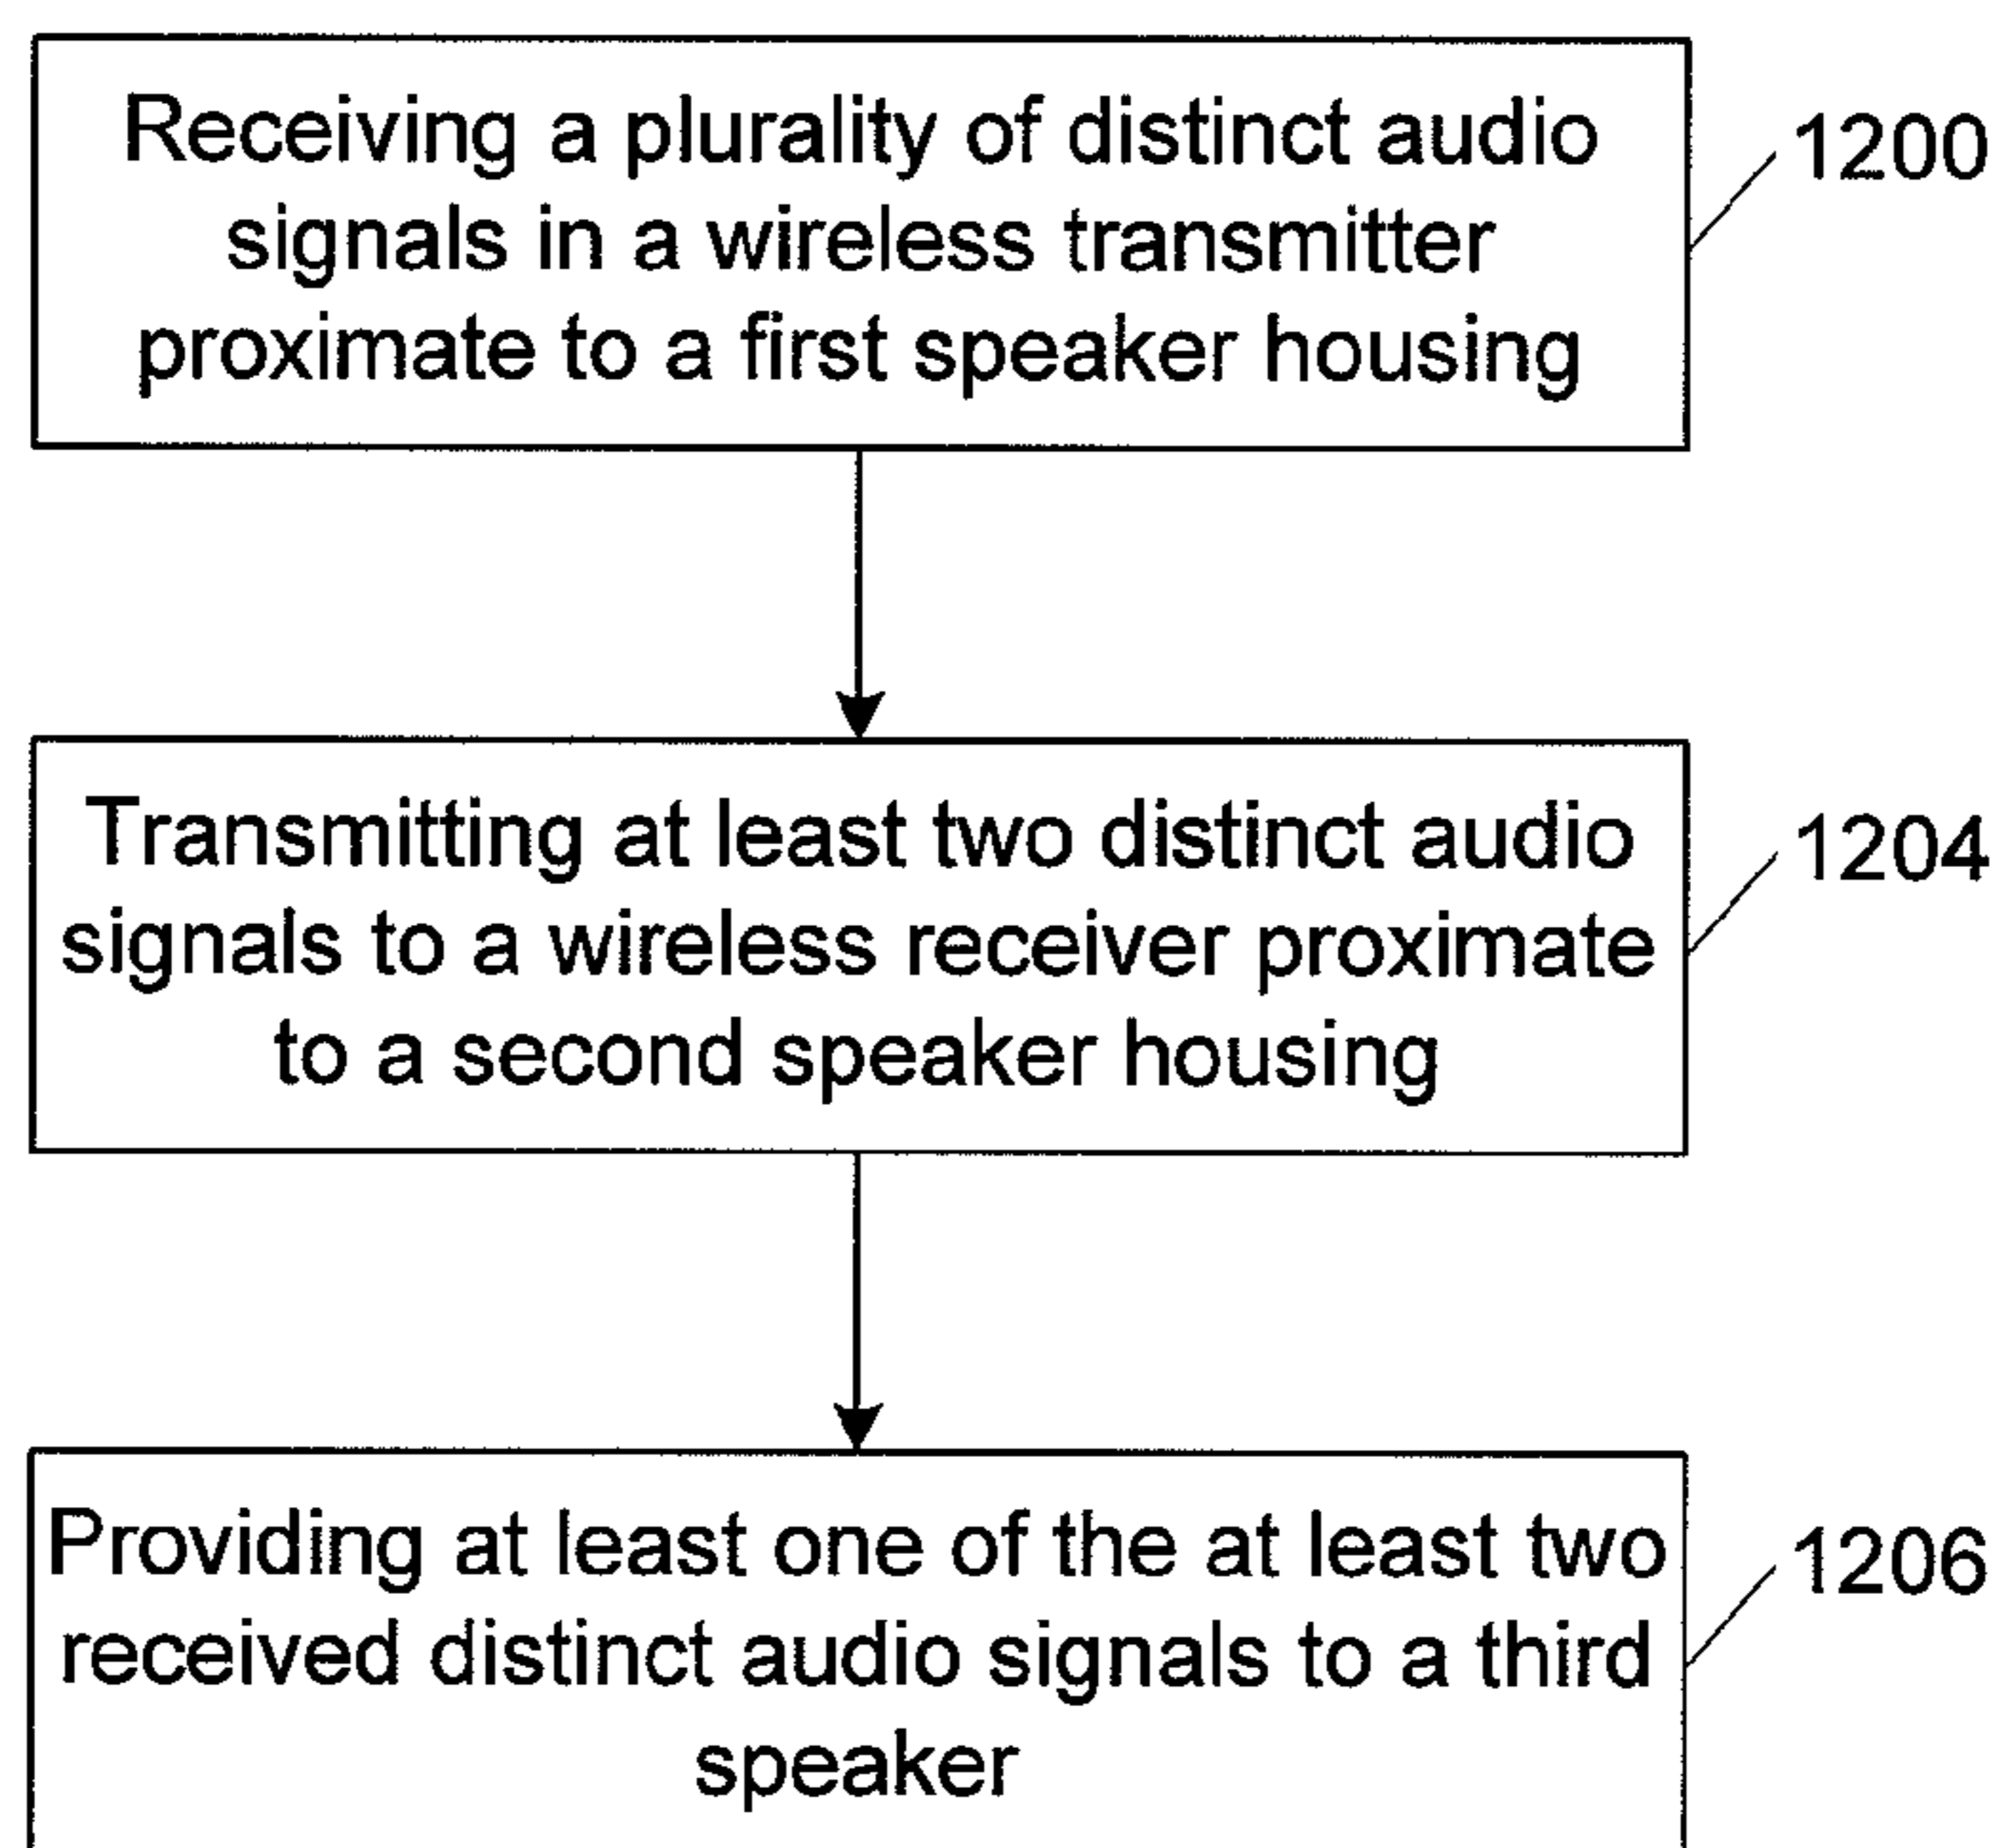 Receiving a plurality of distinct audio
signals in a wireless transmitter
proximate to a first speaker housing
1200
Transmitting at least two distinct audio
signals to a wireless receiver proximate
to a second speaker housing
1204
Providing at least one of the at least two
received distinct audio signals to a third
speaker
1206